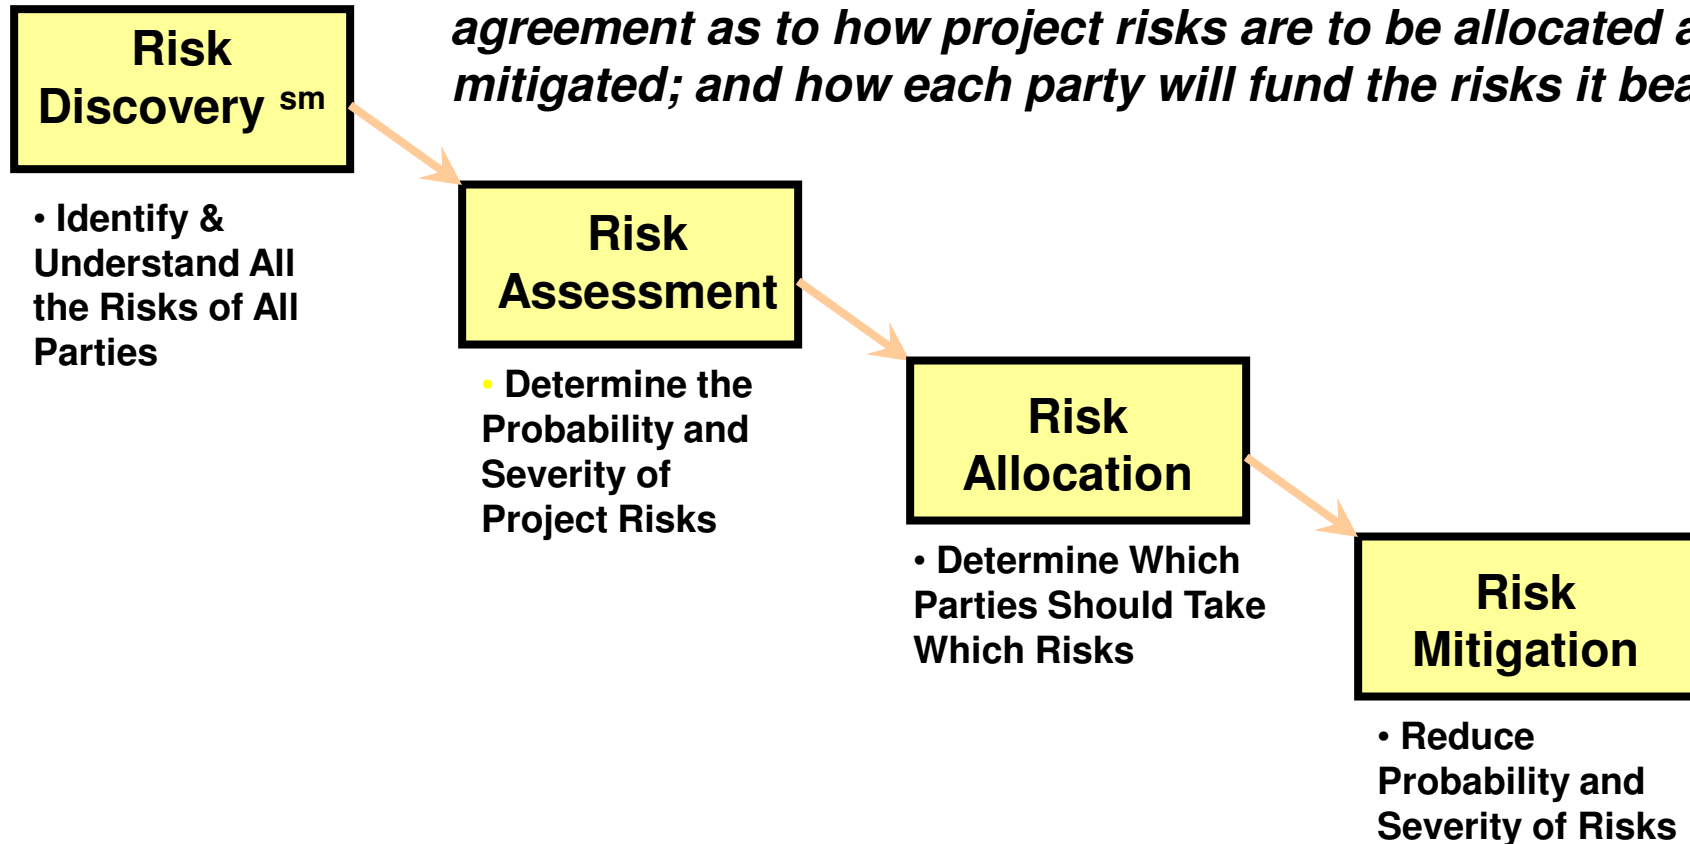 agreement as to how project risks are to be allocated a
mitigated; and how each party will fund the risks it bea
Risk
Discovery sm
• Identify &
Understand All
the Risks of All
Parties
Risk
Assessment
• Determine the
Probability and
Severity of
Project Risks
Risk
Allocation
• Determine Which
Parties Should Take
Which Risks
Risk
Mitigation
• Reduce
Probability and
Severity of Risks